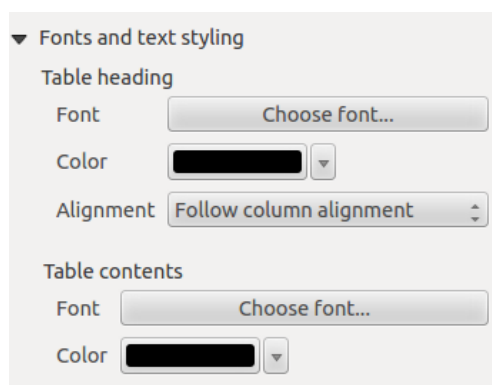 Fonts and text styling
Table heading
Font Choose font...
Color
Alignment Follow column alignment
Table contents
Font Choose font...
Color